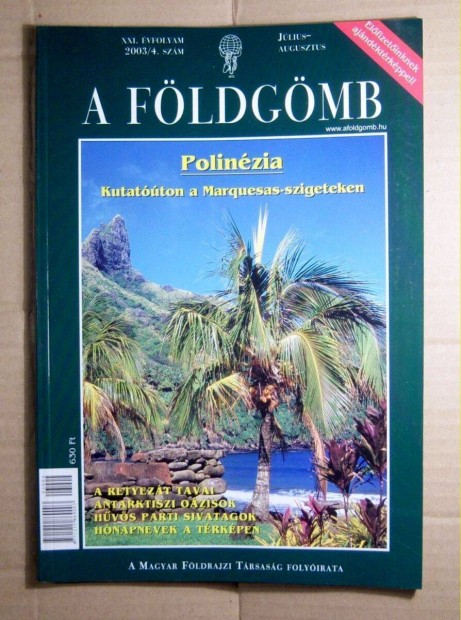 XXI. ÉVFOLYAM
2003/4. SZÁM
JÚLIUS–
AUGUSZTUS
Előfizetőinknek
ajándéktérképpel!
A FÖLDGÖMB
www.afoldgomb.hu
Polinézia
Kutatóúton a Marquesas-szigeteken
630 Ft
A RETYEZÁT TAVAI
ANTARKTISZI OÁZISOK
HŰVÖS PARTI SIVATAGOK
HÓNAPNEVEK A TÉRKÉPEN
A MAGYAR FÖLDRAJZI TÁRSASÁG FOLYÓIRATA